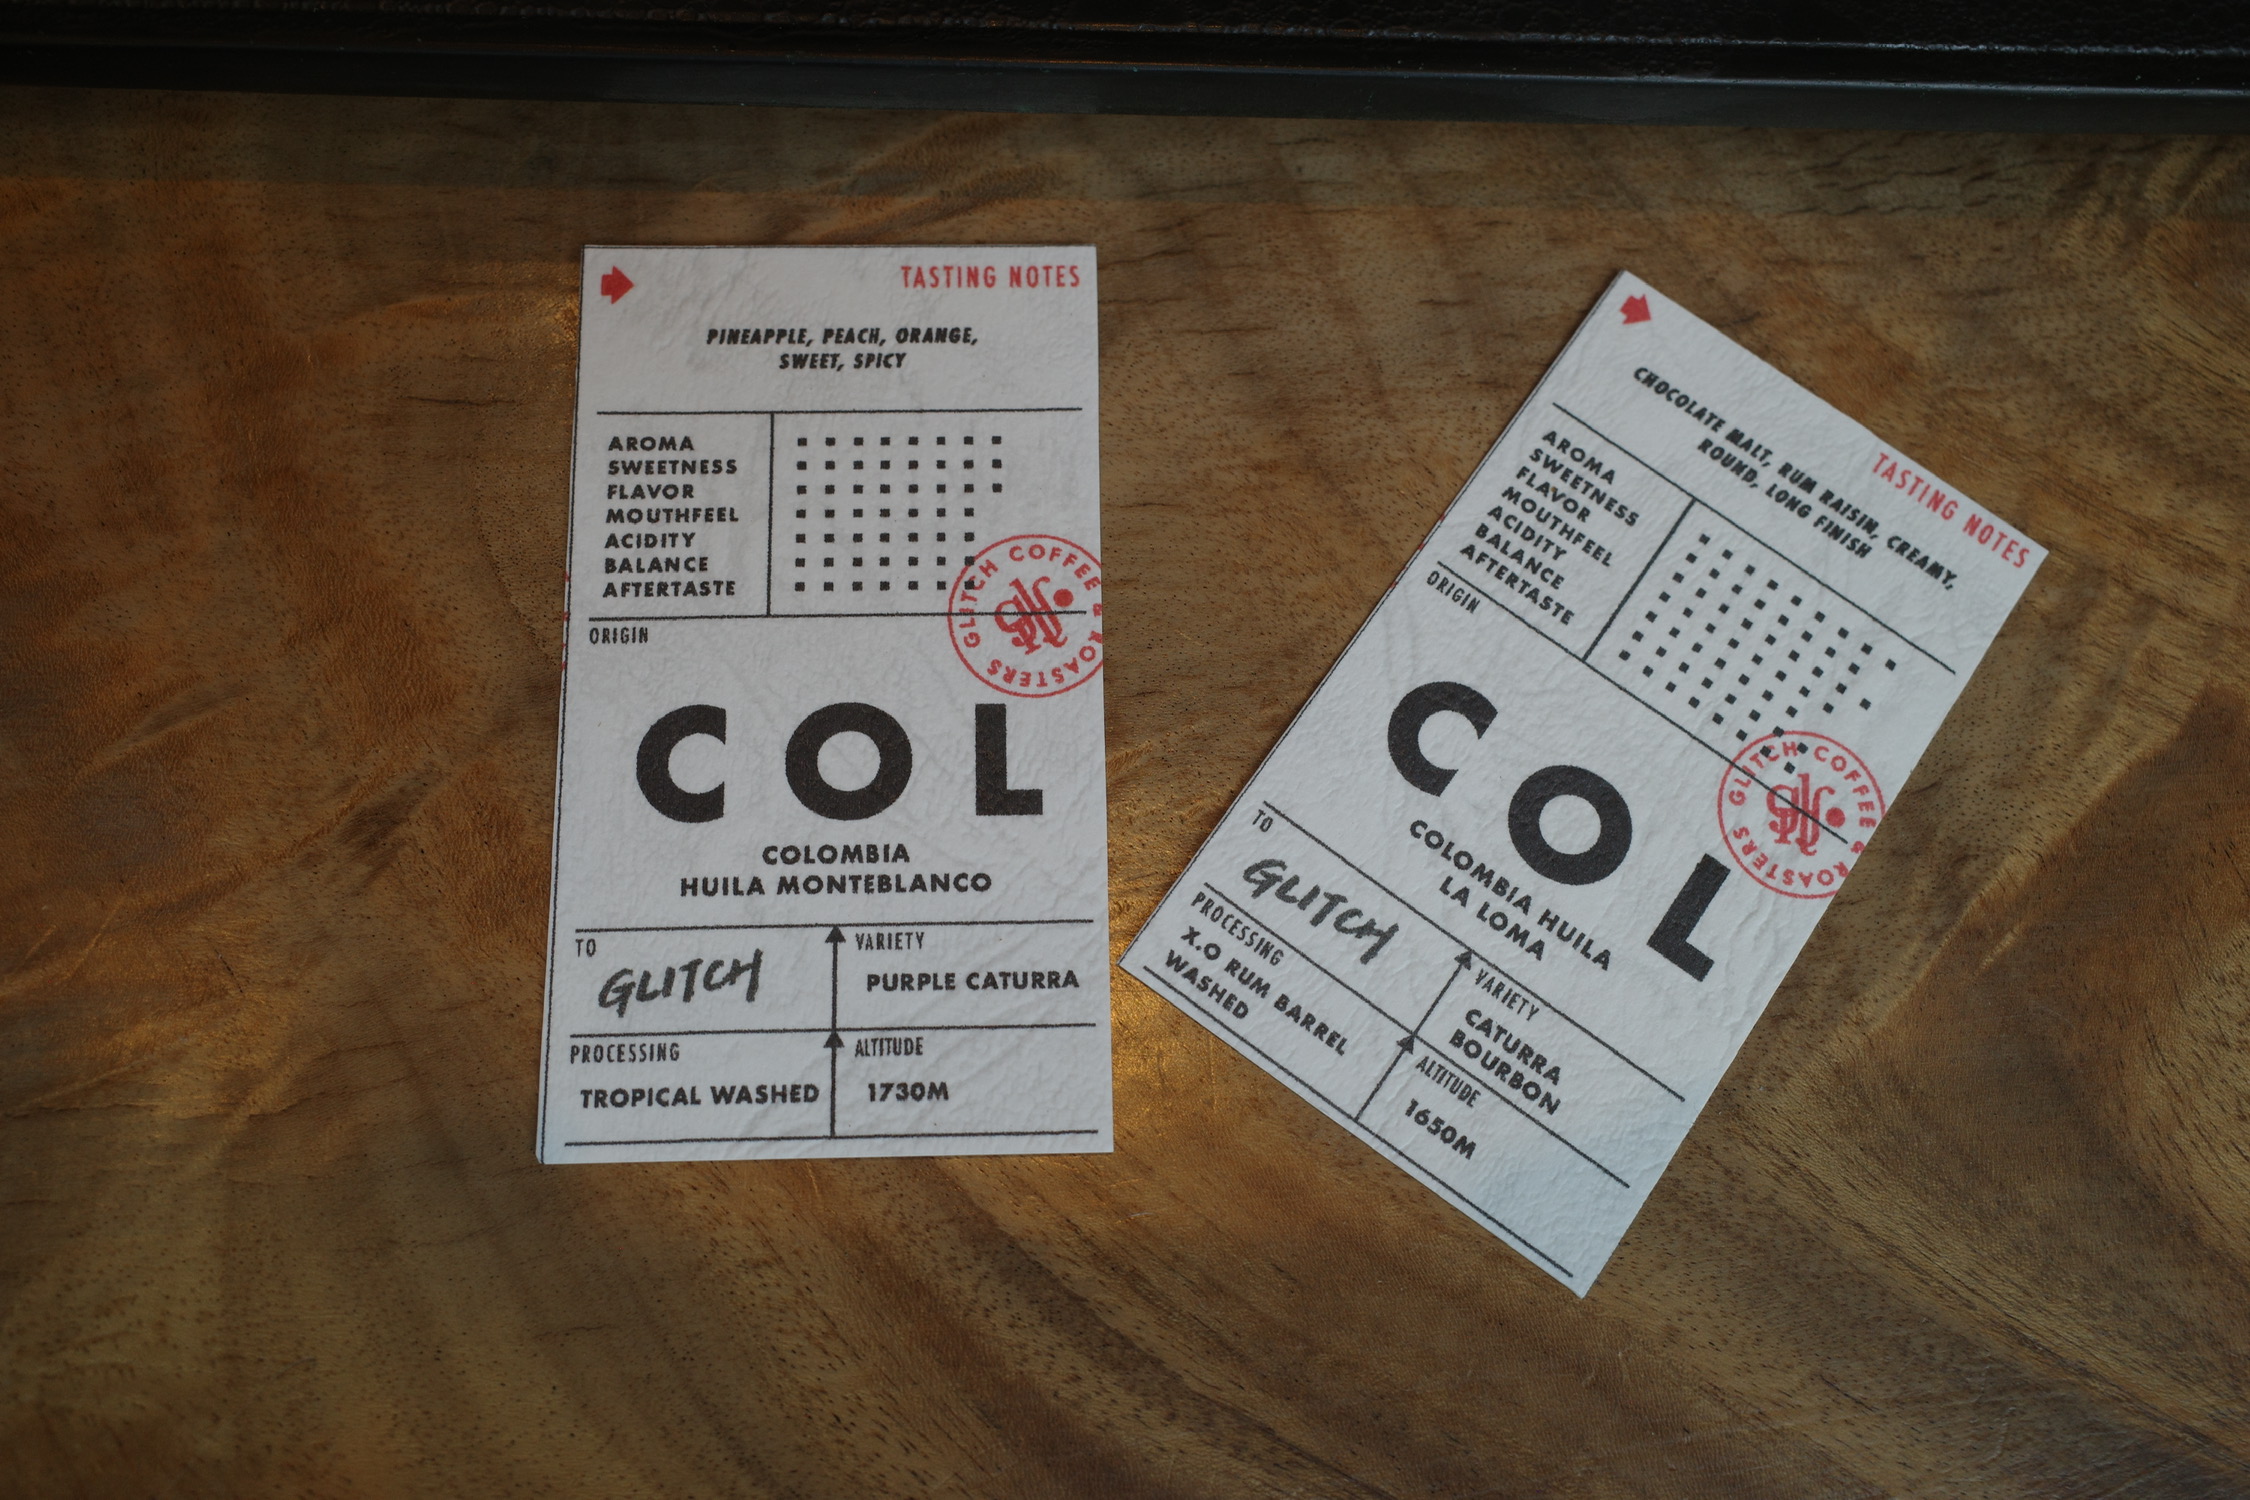 TASTING NOTES
PINEAPPLE, PEACH, ORANGE,
SWEET, SPICY
AROMA
SWEETNESS
FLAVOR
MOUTHFEEL
ACIDITY
BALANCE
AFTERTASTE
GLITCH COFFEE & ROASTERS
ORIGIN
COL
COLOMBIA
HUILA MONTEBLANCO
TO
GLITCH
VARIETY
PURPLE CATURRA
PROCESSING
TROPICAL WASHED
ALTITUDE
1730M
TASTING NOTES
CHOCOLATE MALT, RUM RAISIN, CREAMY,
ROUND, LONG FINISH
AROMA
SWEETNESS
FLAVOR
MOUTHFEEL
ACIDITY
BALANCE
AFTERTASTE
GLITCH COFFEE & ROASTERS
ORIGIN
COL
COLOMBIA HUILA
LA LOMA
TO
GLITCH
VARIETY
CATURRA
BOURBON
PROCESSING
X.O RUM BARREL
WASHED
ALTITUDE
1650M